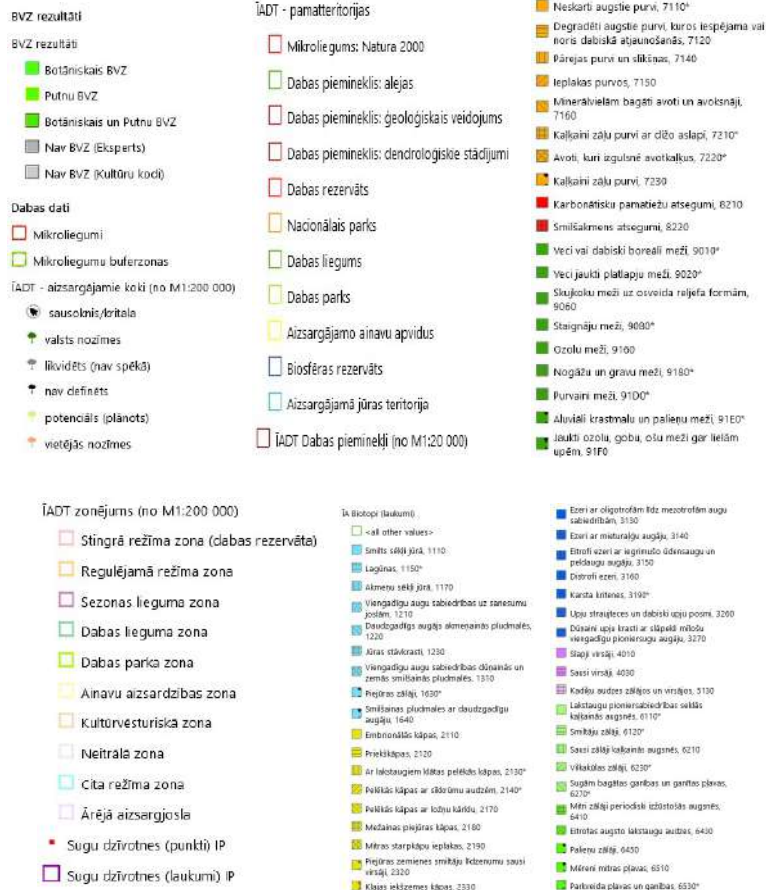 BVZ rezultāti
BVZ rezultāti
Botāniskais BVZ
Putnu BVZ
Botāniskais un Putnu BVZ
Nav BVZ (Eksperts)
Nav BVZ (Kultūru kodi)
Dabas dati
Mikroliegumi
Mikroliegumu buferzonas
ĪADT - aizsargājamie koki (no M1:200 000)
sausoknis/kritala
valsts nozīmes
likvidēts (nav spēkā)
nav definēts
potenciāls (plānots)
vietējās nozīmes
ĪADT - pamatteritorijas
Mikroliegums: Natura 2000
Dabas piemineklis: alejas
Dabas piemineklis: ģeoloģiskais veidojums
Dabas piemineklis: dendroloģiskie stādījumi
Dabas rezervāts
Nacionālais parks
Dabas liegums
Dabas parks
Aizsargājamo ainavu apvidus
Biosfēras rezervāts
Aizsargājamā jūras teritorija
ĪADT Dabas pieminekļi (no M1:20 000)
Neskarti augstie purvi, 7110*
Degradēti augstie purvi, kuros iespējama vai
noris dabiskā atjaunošanās, 7120
Pārejas purvi un slīkšņas, 7140
Ieplakas purvos, 7150
Minerālvielām bagāti avoti un avoksnāji,
7160
Kaļķaini zāļu purvi ar dižo aslapi, 7210*
Avoti, kuri izgulsnē avotkaļķus, 7220*
Kaļķaini zāļu purvi, 7230
Karbonātisku pamatiežu atsegumi, 8210
Smilšakmens atsegumi, 8220
Veci vai dabiski boreāli meži, 9010*
Veci jaukti platlapju meži, 9020*
Skujkoku meži uz osveida reljefa formām,
9060
Staignāju meži, 9080*
Ozolu meži, 9160
Nogāžu un gravu meži, 9180*
Purvaini meži, 91D0*
Aluviāli krastmalu un palieņu meži, 91E0*
Jaukti ozolu, gobu, ošu meži gar lielām
upēm, 91F0
ĪADT zonējums (no M1:200 000)
Stingrā režīma zona (dabas rezervāta)
Regulējamā režīma zona
Sezonas lieguma zona
Dabas lieguma zona
Dabas parka zona
Ainavu aizsardzības zona
Kultūrvēsturiskā zona
Neitrālā zona
Cita režīma zona
Ārējā aizsargjosla
Sugu dzīvotnes (punkti) IP
Sugu dzīvotnes (laukumi) IP
ĪA Biotopi (laukumi)
<all other values>
Smilts sēkļi jūrā, 1110
Lagūnas, 1150*
Akmeņu sēkļi jūrā, 1170
Viengadīgu augu sabiedrības uz sanesumu
joslām, 1210
Daudzgadīgs augājs akmeņainās pludmalēs,
1220
Jūras stāvkrasti, 1230
Viengadīgu augu sabiedrības dūņainās un
zemās smilšainās pludmalēs, 1310
Piejūras zālāji, 1630*
Smilšainas pludmales ar daudzgadīgu
augāju, 1640
Embrionālās kāpas, 2110
Priekškāpas, 2120
Ar lakstaugiem klātas pelēkās kāpas, 2130*
Pelēkās kāpas ar sīkkrūmu audzēm, 2140*
Pelēkās kāpas ar ložņu kārklu, 2170
Mežainas piejūras kāpas, 2180
Mitras starpkāpu ieplakas, 2190
Piejūras zemienes smiltāju līdzenumu sausi
virsāji, 2320
Klajas iekšzemes kāpas, 2330
Ezeri ar oligotrofām līdz mezotrofām augu
sabiedrībām, 3130
Ezeri ar mieturaļģu augāju, 3140
Eitrofi ezeri ar iegrimušo ūdensaugu un
peldaugu augāju, 3150
Distrofi ezeri, 3160
Karsta kritenes, 3190*
Upju straujteces un dabiski upju posmi, 3260
Dūņaini upju krasti ar slāpekli mīlošu
viengadīgu pioniersugu augāju, 3270
Slapji virsāji, 4010
Sausi virsāji, 4030
Kadiķu audzes zālājos un virsājos, 5130
Lakstaugu pioniersabiedrības seklās
kaļķainās augsnēs, 6110*
Smiltāju zālāji, 6120*
Sausi zālāji kaļķainās augsnēs, 6210
Vilkakūlas zālāji, 6230*
Sugām bagātas ganības un ganītas pļavas,
6270*
Mitri zālāji periodiski izžūstošās augsnēs,
6410
Eitrofas augsto lakstaugu audzes, 6430
Palieņu zālāji, 6450
Mēreni mitras pļavas, 6510
Parkveida pļavas un ganības, 6530*